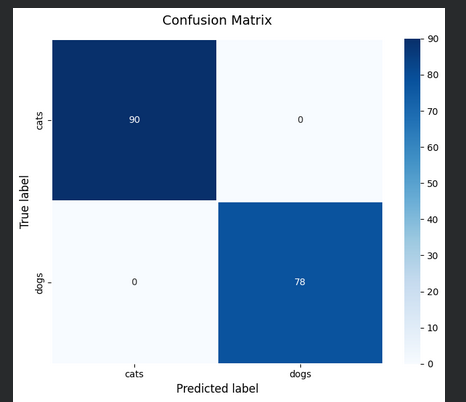 Confusion Matrix
90
0
0
78
cats
dogs
True label
cats
dogs
Predicted label
90
80
70
60
50
40
30
20
10
0